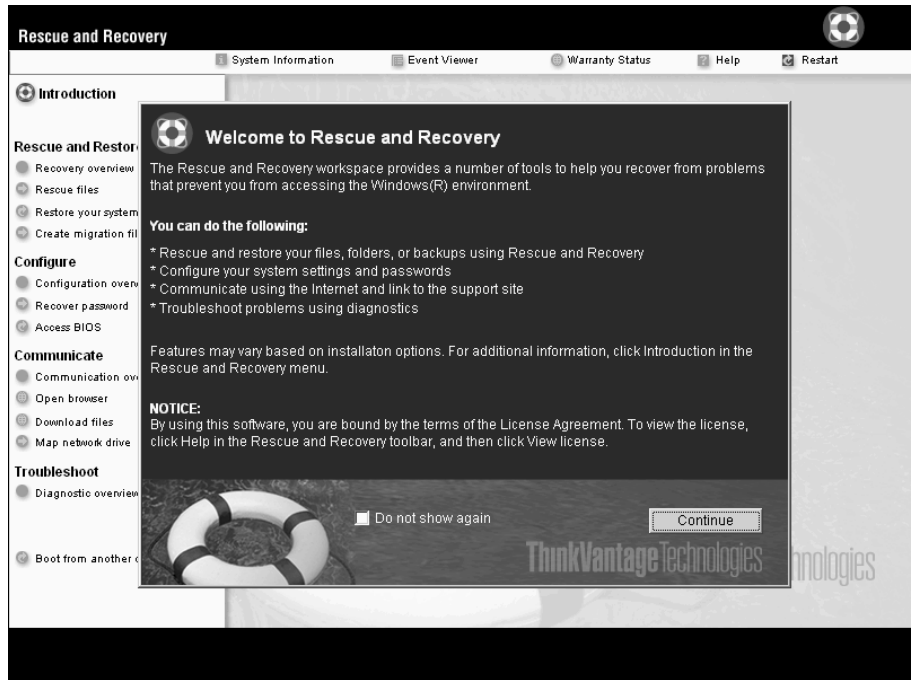 Rescue and Recovery
System Information
Event Viewer
Warranty Status
Help
Restart
Introduction
Rescue and Restor
Recovery overview
Rescue files
Restore your system
Create migration fil
Configure
Configuration overv
Recover password
Access BIOS
Communicate
Communication ov
Open browser
Download files
Map network drive
Troubleshoot
Diagnostic overview
Boot from another
Welcome to Rescue and Recovery
The Rescue and Recovery workspace provides a number of tools to help you recover from problems
that prevent you from accessing the Windows(R) environment.
You can do the following:
* Rescue and restore your files, folders, or backups using Rescue and Recovery
* Configure your system settings and passwords
* Communicate using the Internet and link to the support site
* Troubleshoot problems using diagnostics
Features may vary based on installaton options. For additional information, click Introduction in the
Rescue and Recovery menu.
NOTICE:
By using this software, you are bound by the terms of the License Agreement. To view the license,
click Help in the Rescue and Recovery toolbar, and then click View license.
Do not show again
Continue
ThinkVantage Technologies
hnologies